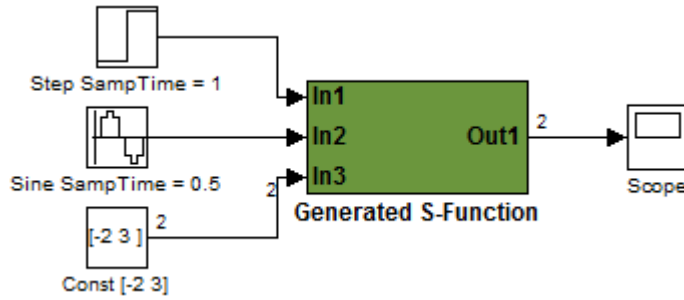 Step SampTime = 1
In1
In2
Out1
2
Sine SampTime = 0.5
2
In3
Scope
Generated S-Function
[-2 3 ]
2
Const [-2 3]